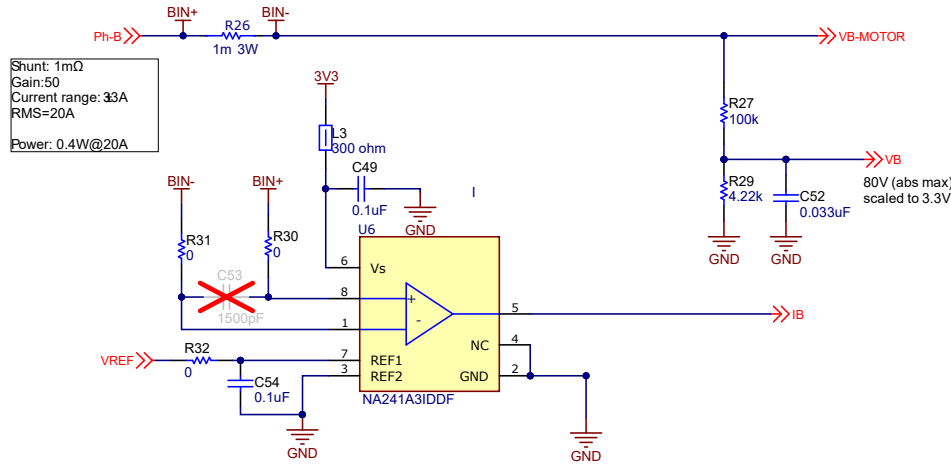 BIN+
BIN-
R26
Ph-B
1m 3W
VB-MOTOR
Shunt: 1mΩ
Gain:50
Current range: ±33A
RMS=20A
Power: 0.4W@20A
3V3
L3
300 ohm
C49
0.1uF
GND
I
R27
100k
VB
R29
4.22k
C52
0.033uF
80V (abs max)
scaled to 3.3V
GND
GND
BIN-
BIN+
R31
0
R30
0
C53
1500pF
U6
6
Vs
8
+
1
-
5
IB
NC
4
VREF
R32
0
7
REF1
3
REF2
GND
2
C54
0.1uF
NA241A3IDDF
GND
GND